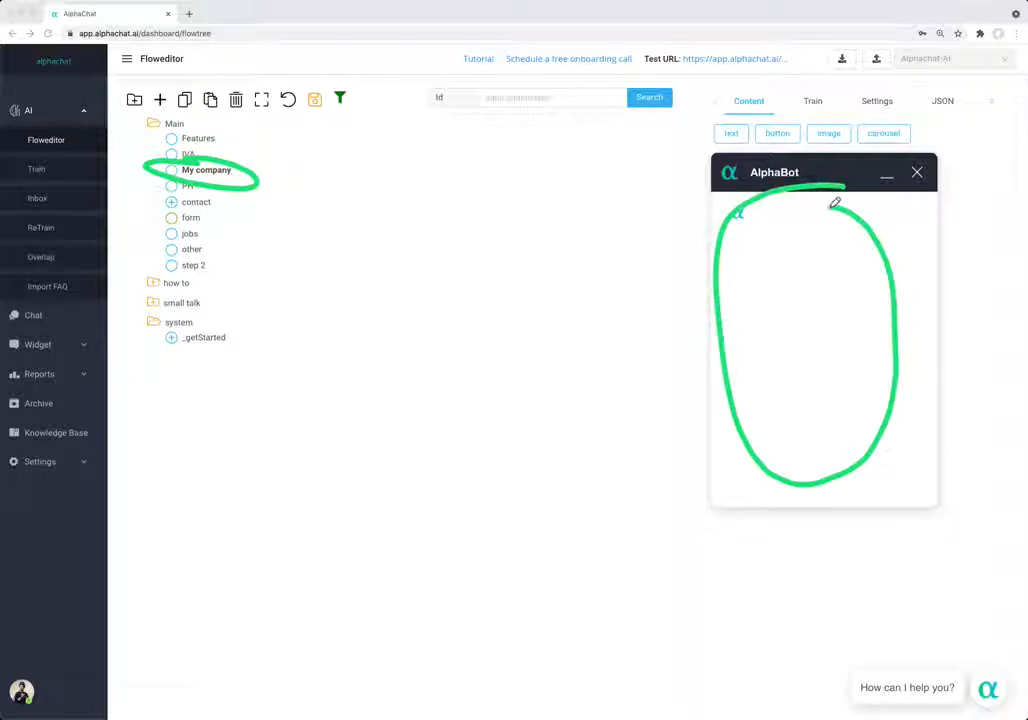 AlphaChat
app.alphachat.ai/dashboard/flowtree
alphachat
Floweditor
Tutorial
Schedule a free onboarding call
Test URL: https://app.alphachat.ai/...
Alphachat-AI
AI
Floweditor
Train
Inbox
ReTrain
Overlap
Import FAQ
Chat
Widget
Reports
Archive
Knowledge Base
Settings
Id
Search
Main
Features
IVA
My company
contact
form
jobs
other
step 2
how to
small talk
system
_getStarted
Content
Train
Settings
JSON
text
button
image
carousel
AlphaBot
How can I help you?